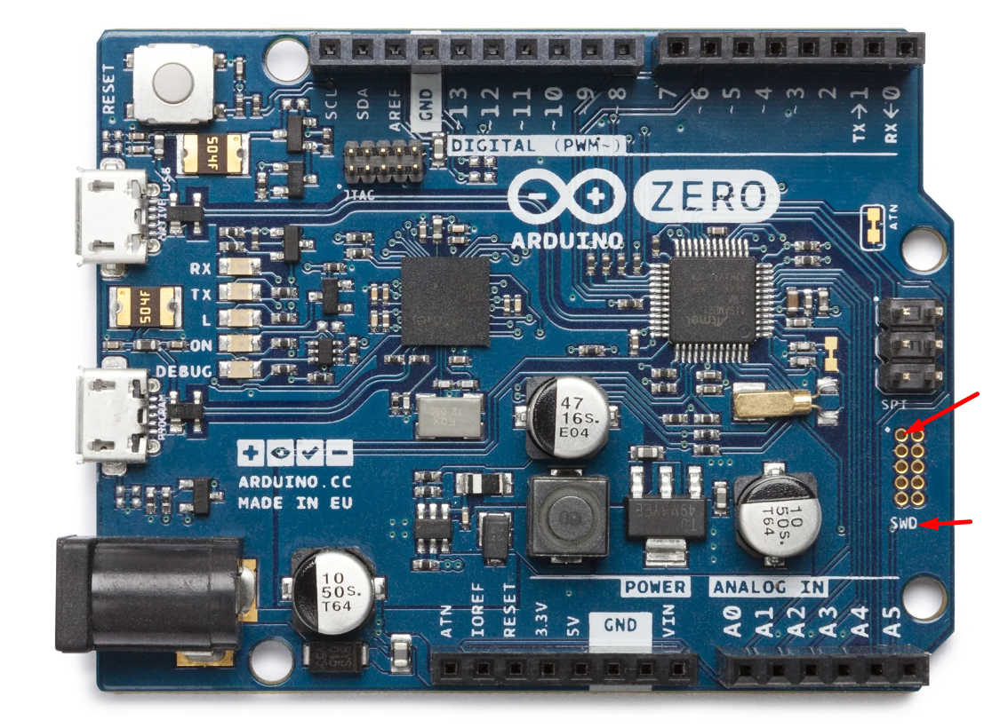 RESET
SCL
SDA
AREF
GND
13
~12
~11
~10
~9
~8
7
~6
~5
~4
~3
2
TX→1
RX←0
DIGITAL (PWM~)
504F
NATIVE USB
JTAG
ZERO
ARDUINO
ATN
RX
TX
L
ON
DEBUG
504F
Atmel
SPI
47
16S.
E04
ARDUINO.CC
MADE IN EU
SWD
10
50S.
T64
10
50S.
T64
POWER
ANALOG IN
ATN
IOREF
RESET
3.3V
5V
GND
VIN
A0
A1
A2
A3
A4
A5